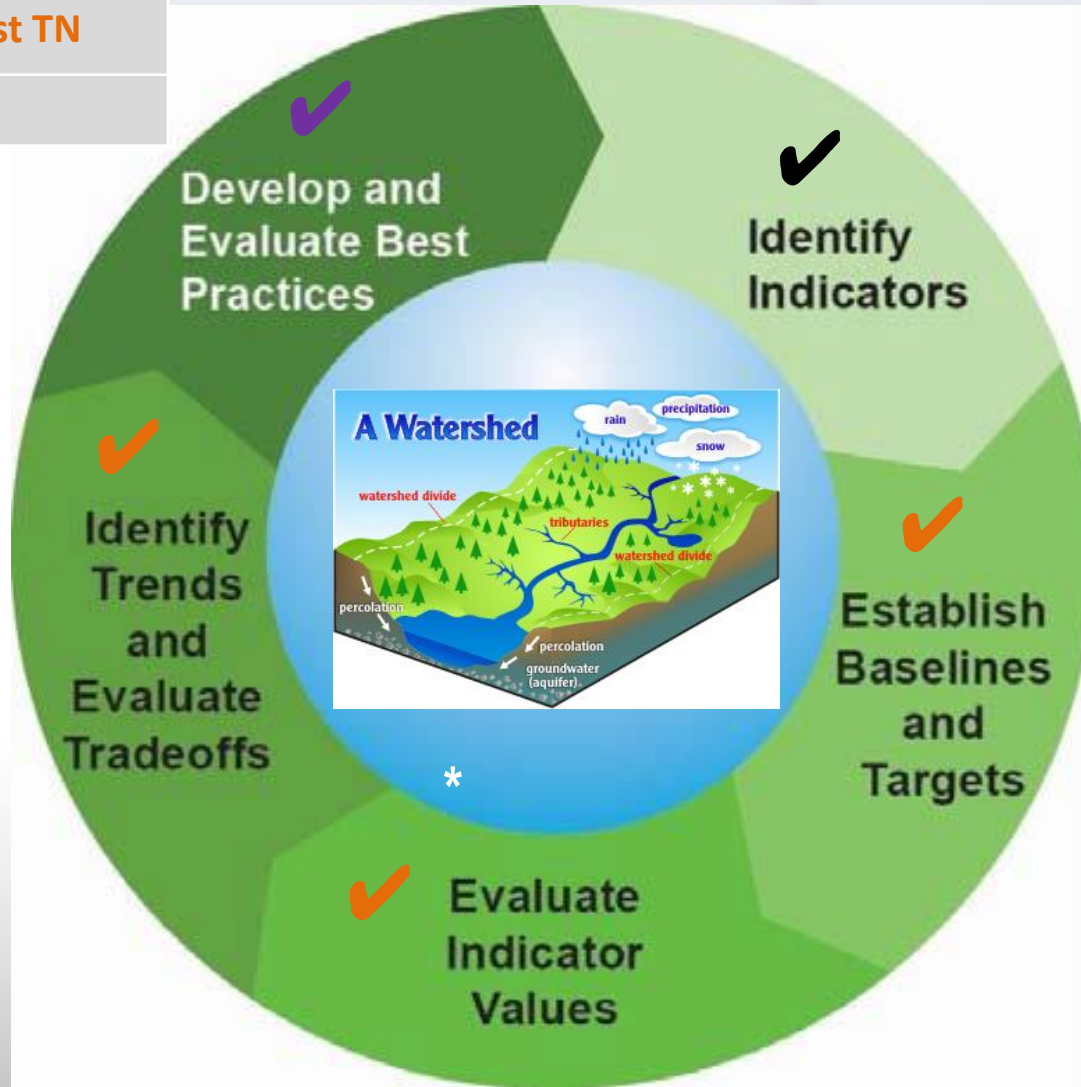 st TN
Develop and
Evaluate Best
Practices
Identify
Indicators
Establish
Baselines
and
Targets
Evaluate
Indicator
Values
Identify
Trends
and
Evaluate
Tradeoffs
A Watershed
rain
precipitation
snow
watershed divide
tributaries
watershed divide
percolation
percolation
groundwater
(aquifer)
*